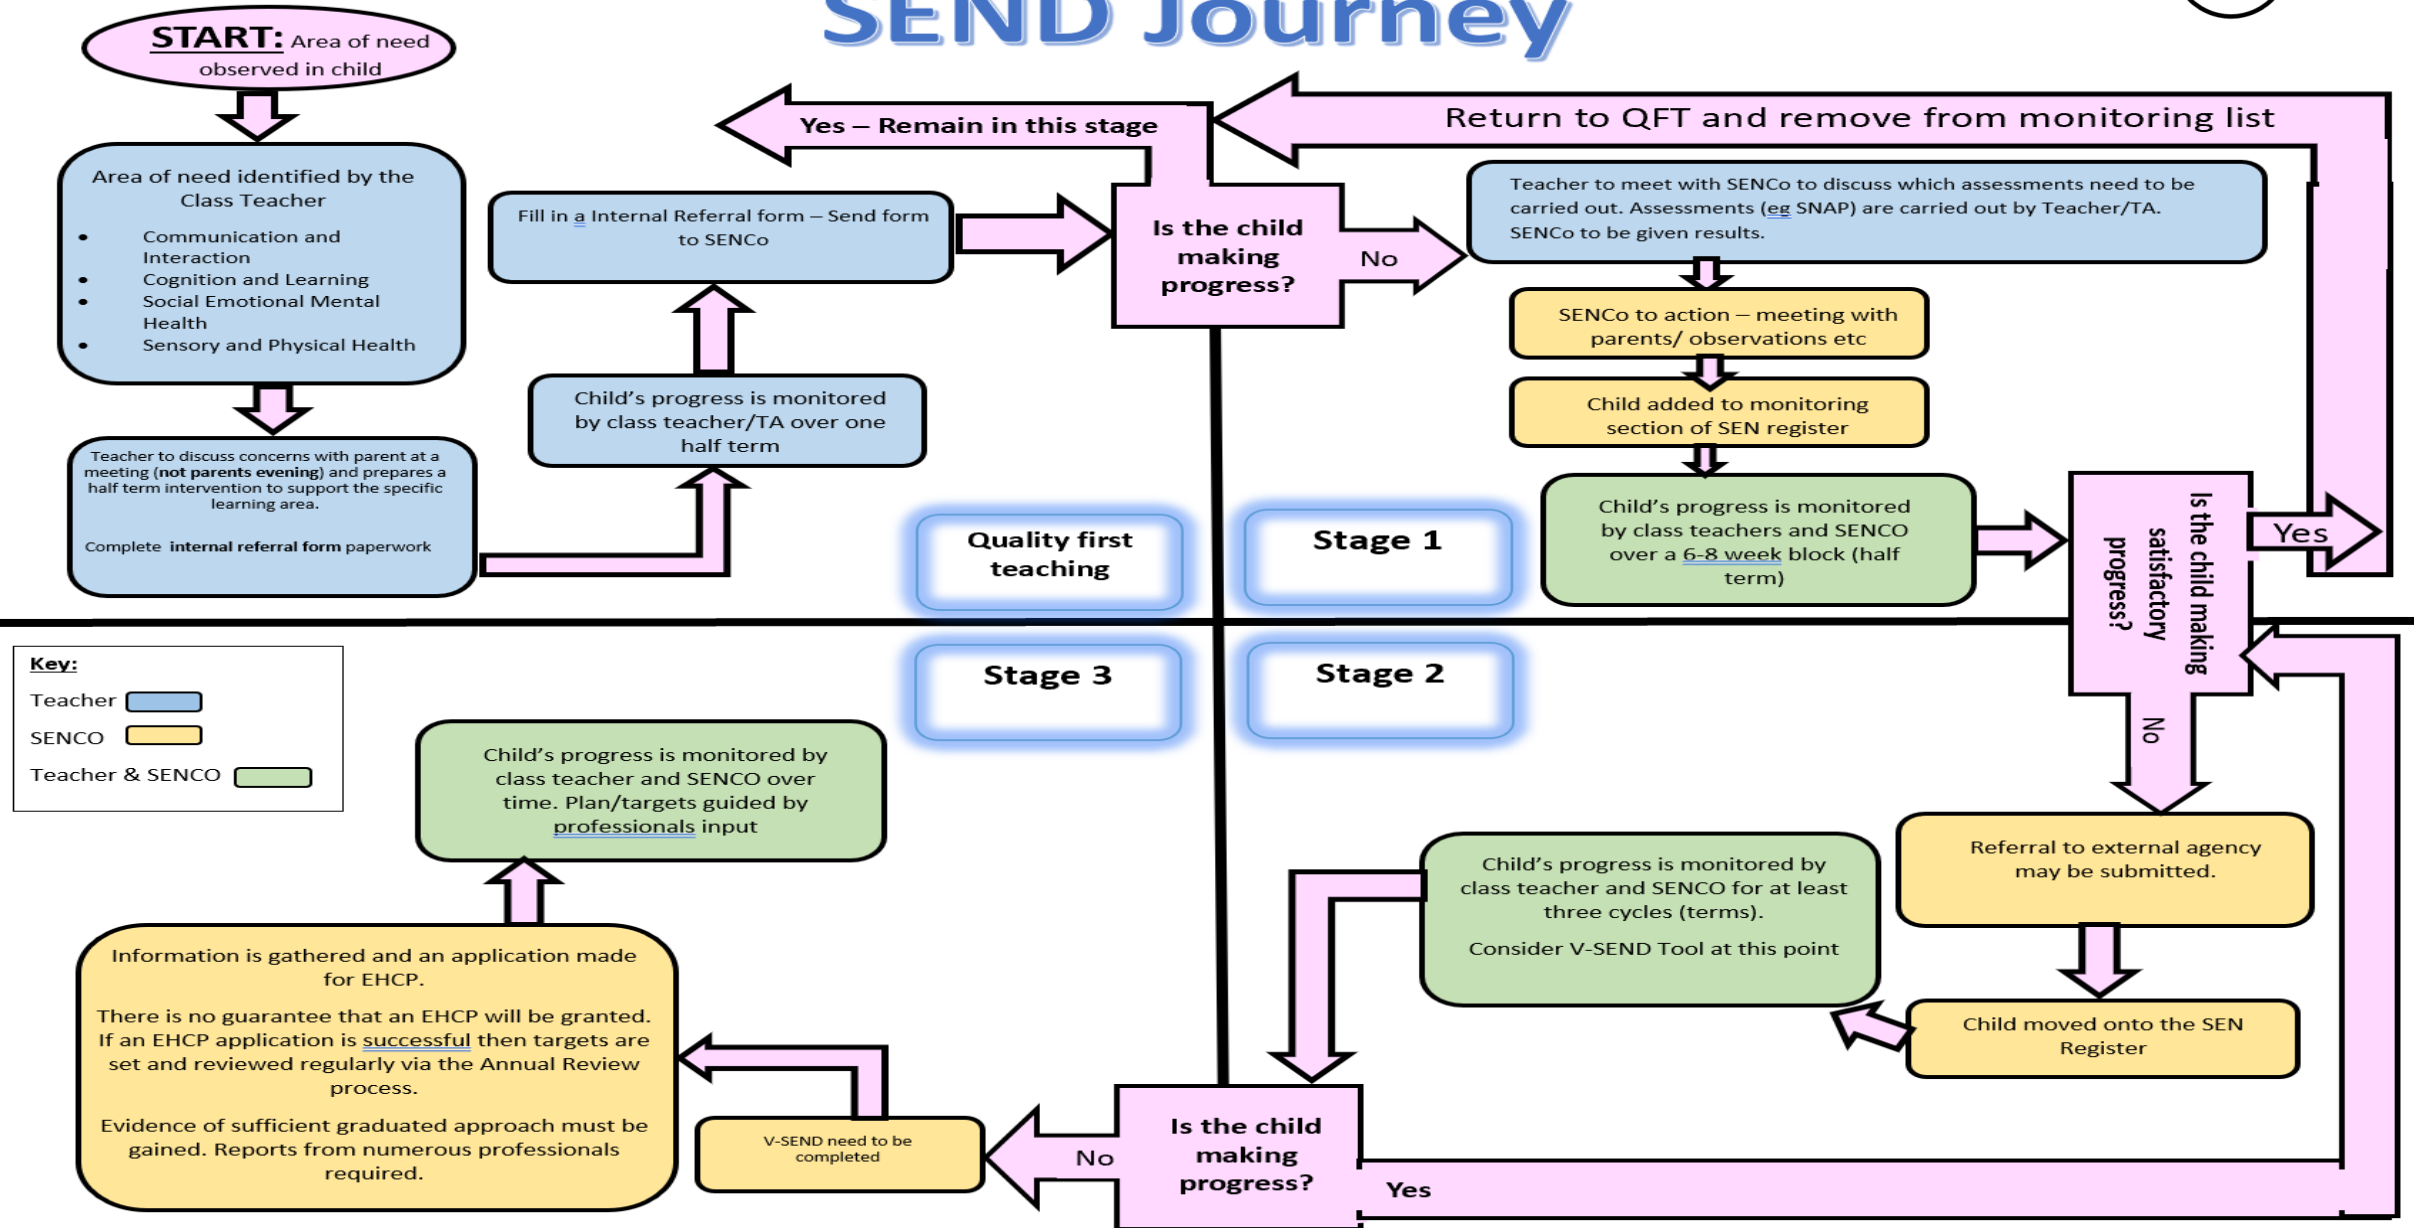 SEND Journey
START: Area of need
observed in child
Area of need identified by the
Class Teacher
• Communication and
Interaction
• Cognition and Learning
• Social Emotional Mental
Health
• Sensory and Physical Health
Teacher to discuss concerns with parent at a
meeting (not parents evening) and prepares a
half term intervention to support the specific
learning area.
Complete internal referral form paperwork
Child's progress is monitored
by class teacher/TA over one
half term
Fill in a Internal Referral form – Send form
to SENCo
Is the child
making
progress?
Yes – Remain in this stage
No
Quality first
teaching
Return to QFT and remove from monitoring list
Teacher to meet with SENCo to discuss which assessments need to be
carried out. Assessments (eg SNAP) are carried out by Teacher/TA.
SENCo to be given results.
SENCo to action – meeting with
parents/ observations etc
Child added to monitoring
section of SEN register
Child's progress is monitored
by class teachers and SENCO
over a 6-8 week block (half
term)
Stage 1
Is the child making
satisfactory
progress?
Yes
No
Stage 2
Referral to external agency
may be submitted.
Child moved onto the SEN
Register
Child's progress is monitored by
class teacher and SENCO for at least
three cycles (terms).
Consider V-SEND Tool at this point
Is the child
making
progress?
Yes
No
Stage 3
V-SEND need to be
completed
Information is gathered and an application made
for EHCP.
There is no guarantee that an EHCP will be granted.
If an EHCP application is successful then targets are
set and reviewed regularly via the Annual Review
process.
Evidence of sufficient graduated approach must be
gained. Reports from numerous professionals
required.
Child's progress is monitored by
class teacher and SENCO over
time. Plan/targets guided by
professionals input
Key:
Teacher
SENCO
Teacher & SENCO